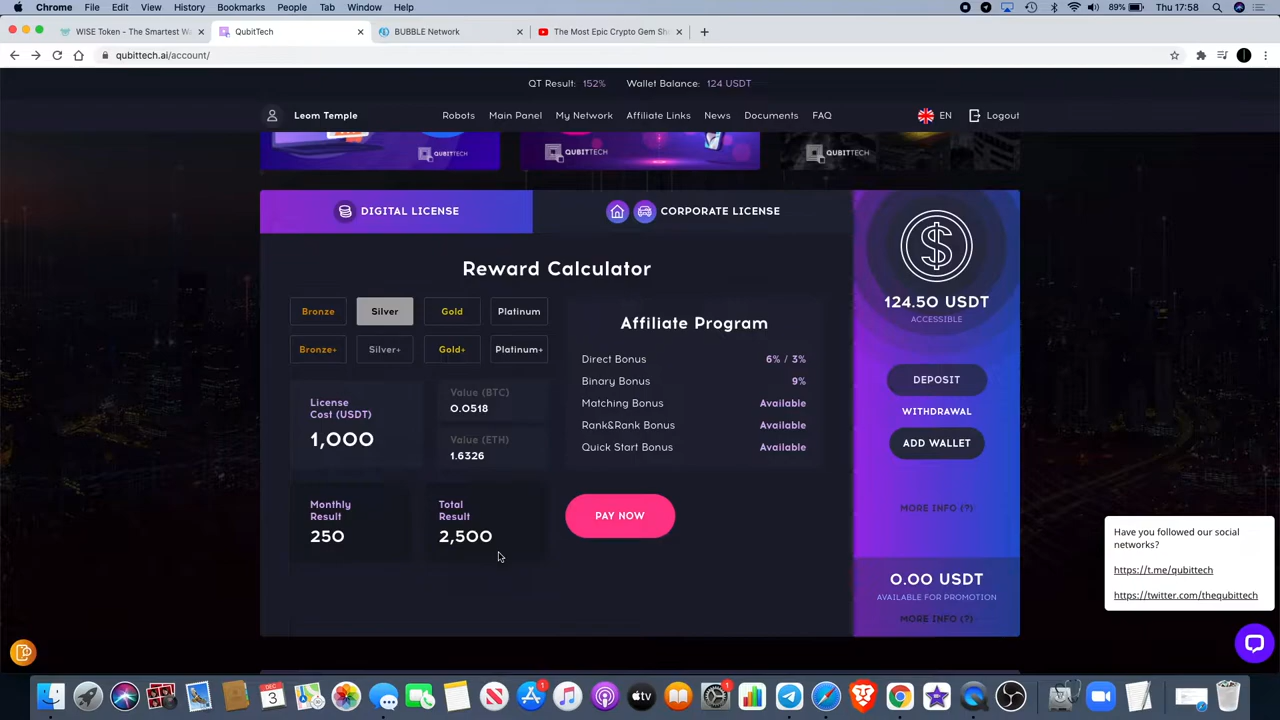 Chrome File Edit View History Bookmarks People Tab Window Help 89% Thu 17:58
WISE Token - The Smartest W QubitTech BUBBLE Network The Most Epic Crypto Gem Sh
qubittech.ai/account/
QT Result: 152% Wallet Balance: 124 USDT
Leom Temple Robots Main Panel My Network Affiliate Links News Documents FAQ EN Logout
QUBITTECH QUBITTECH QUBITTECH
DIGITAL LICENSE CORPORATE LICENSE
Reward Calculator
Bronze Silver Gold Platinum
Bronze+ Silver+ Gold+ Platinum+
License
Cost (USDT)
1,000
Value (BTC)
0.0518
Value (ETH)
1.6326
Monthly
Result
250
Total
Result
2,500
Affiliate Program
Direct Bonus 6% / 3%
Binary Bonus 9%
Matching Bonus Available
Rank&Rank Bonus Available
Quick Start Bonus Available
PAY NOW
124.50 USDT
ACCESSIBLE
DEPOSIT
WITHDRAWAL
ADD WALLET
MORE INFO (?)
0.00 USDT
AVAILABLE FOR PROMOTION
MORE INFO (?)
Have you followed our social
networks?
https://t.me/qubittech
https://twitter.com/thequbittech
DEC
3
1
1